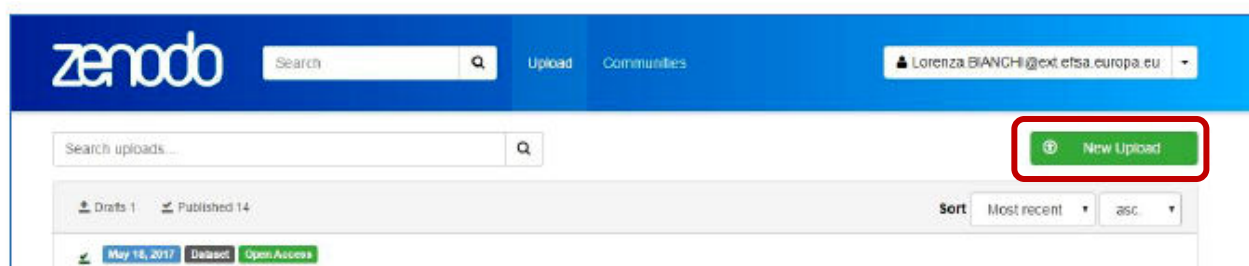 zenodo Search Upload Communities Lorenza.BIANCHI@ext.efsa.europa.eu
Search uploads... New Upload
Drafts 1 Published 14 Sort Most recent asc.
May 18, 2017 Dataset Open Access